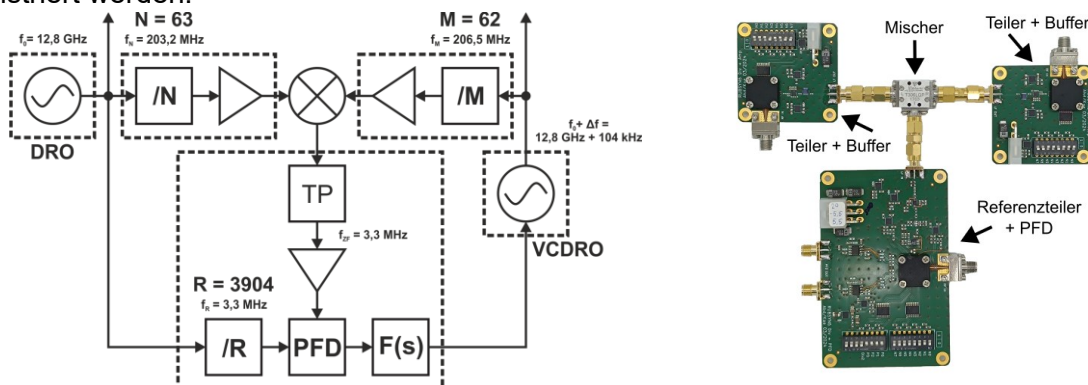 N = 63
f₀= 12,8 GHz
f_N = 203,2 MHz
M = 62
f_M = 206,5 MHz
/N
/M
DRO
f₀+ Δf =
12,8 GHz + 104 kHz
TP
f_ZF = 3,3 MHz
VCDRO
R = 3904
f_R = 3,3 MHz
/R
PFD
F(s)
Mischer
Teiler + Buffer
Teiler + Buffer
Referenzteiler
+ PFD